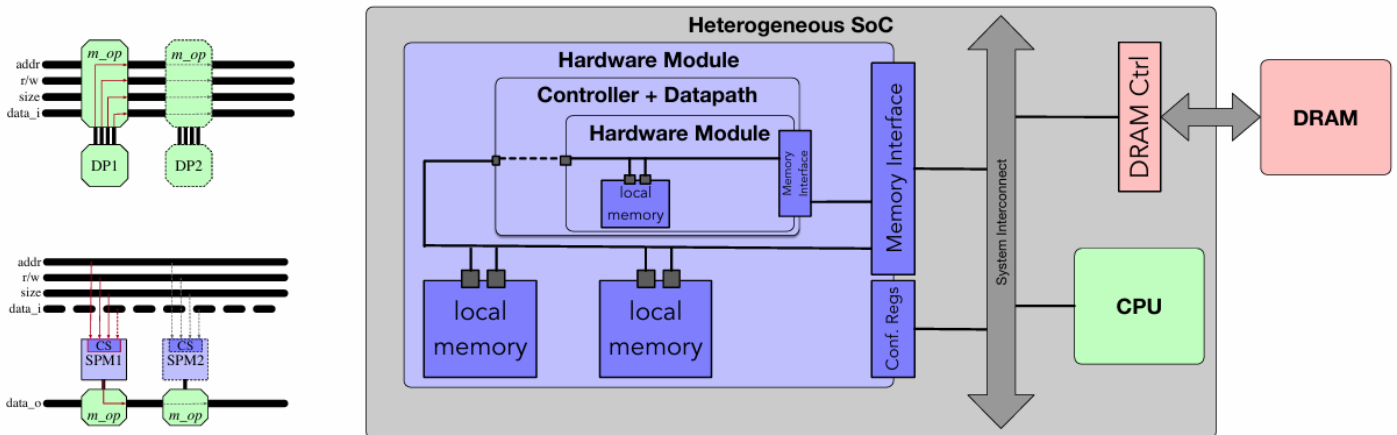 m_op
m_op
addr
r/w
size
data_i
DP1
DP2
addr
r/w
size
data_i
CS
CS
SPM1
SPM2
data_o
m_op
m_op
Heterogeneous SoC
Hardware Module
Controller + Datapath
Hardware Module
Memory
Interface
local
memory
Memory Interface
local
memory
local
memory
Conf. Regs
System Interconnect
DRAM Ctrl
DRAM
CPU